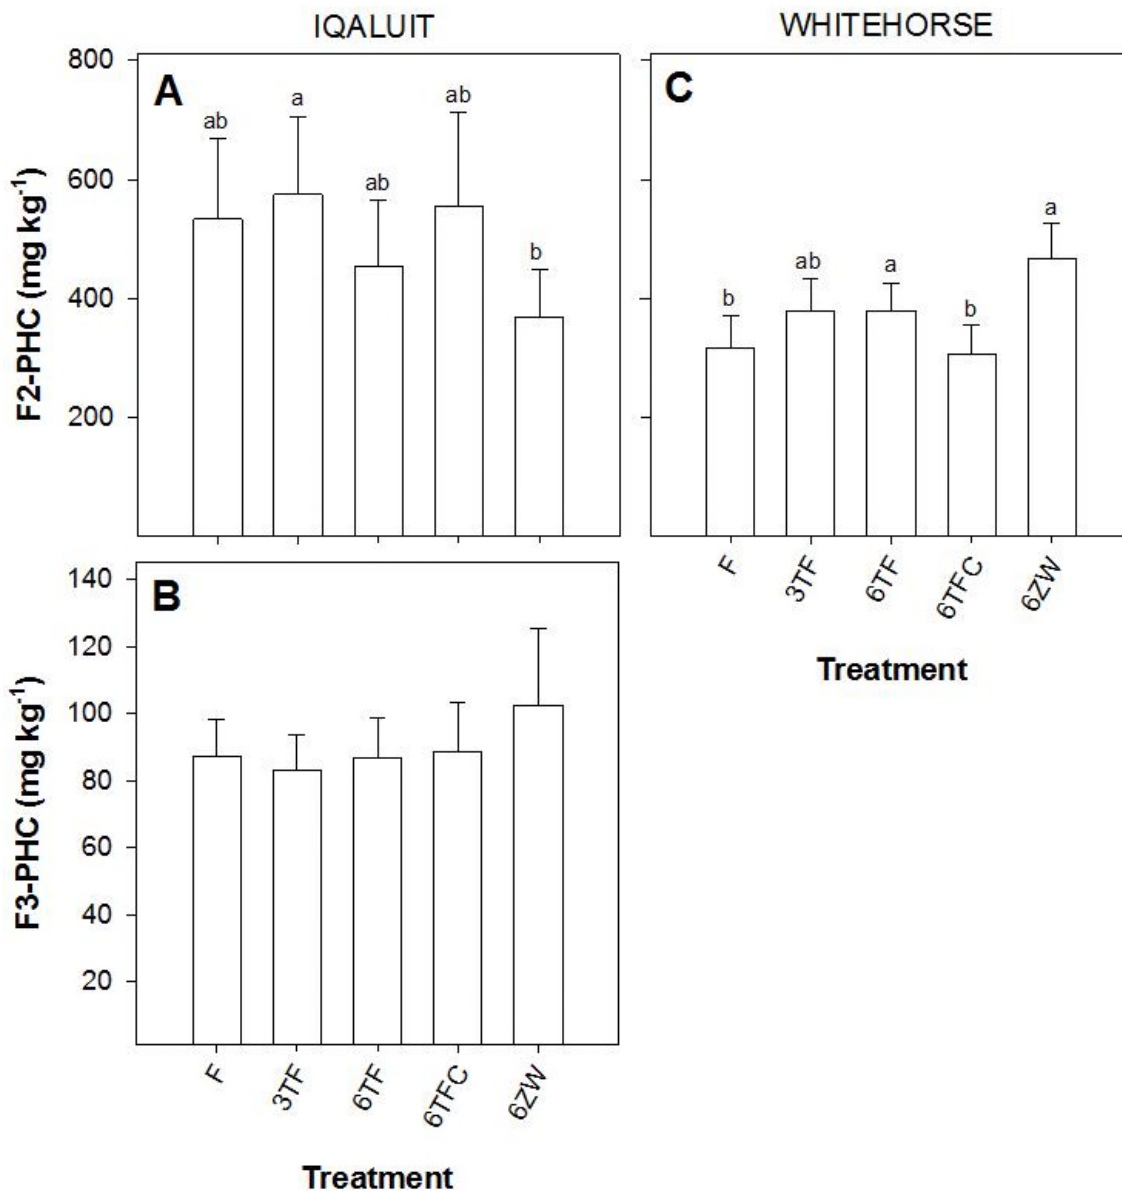 IQALUIT
WHITEHORSE
A
C
F2-PHC (mg kg⁻¹)
800
600
400
200
ab
a
ab
ab
b
b
ab
a
b
a
F
3TF
6TF
6TFC
6ZW
Treatment
B
F3-PHC (mg kg⁻¹)
140
120
100
80
60
40
20
F
3TF
6TF
6TFC
6ZW
Treatment